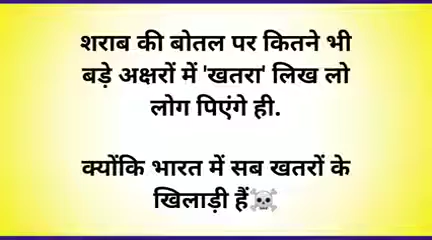 शराब की बोतल पर कितने भी
बड़े अक्षरों में 'खतरा' लिख लो
लोग पिएंगे ही.
क्योंकि भारत में सब खतरों के
खिलाड़ी हैं☠️